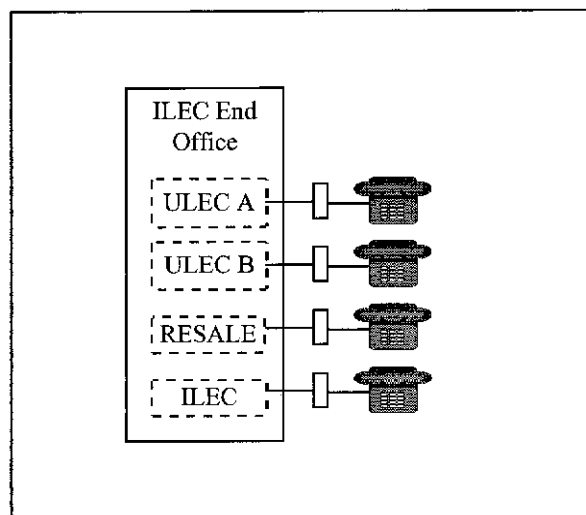 ILEC End
Office
ULEC A
ULEC B
RESALE
ILEC